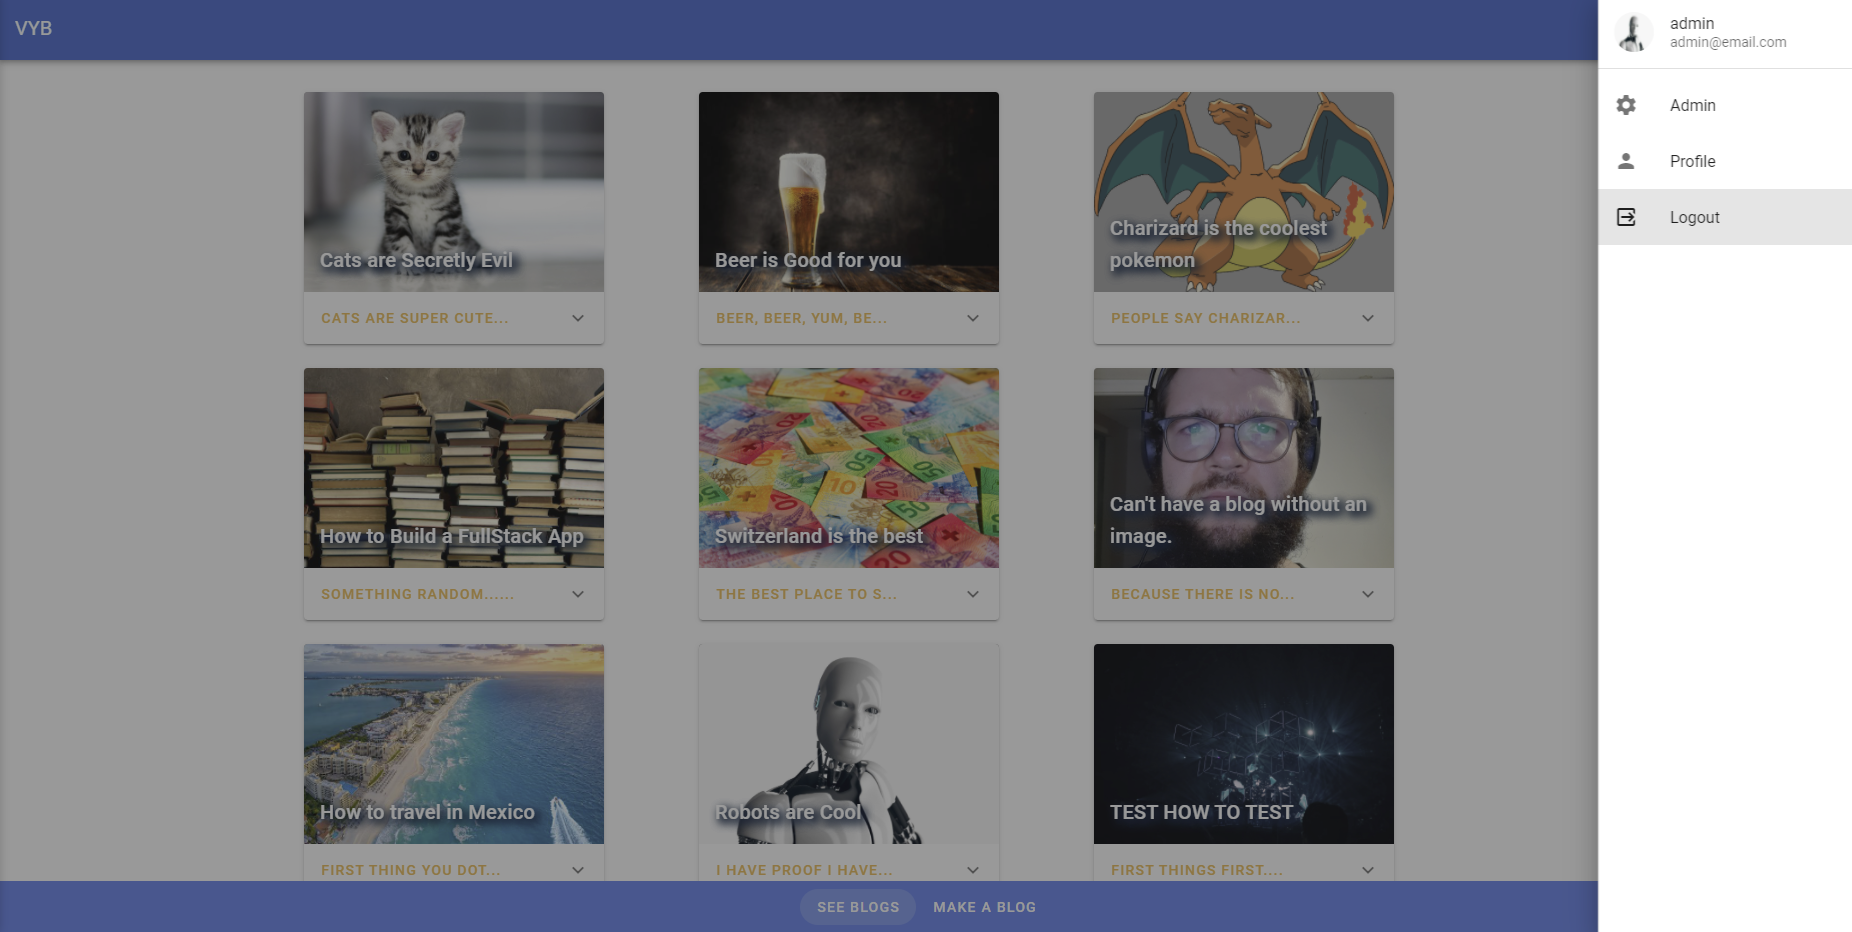 VYB
admin
admin@email.com
Admin
Profile
Logout
Cats are Secretly Evil
CATS ARE SUPER CUTE...
Beer is Good for you
BEER, BEER, YUM, BE...
Charizard is the coolest
pokemon
PEOPLE SAY CHARIZAR...
How to Build a FullStack App
SOMETHING RANDOM......
Switzerland is the best
THE BEST PLACE TO S...
Can't have a blog without an
image.
BECAUSE THERE IS NO...
How to travel in Mexico
FIRST THING YOU DOT...
Robots are Cool
I HAVE PROOF I HAVE...
TEST HOW TO TEST
FIRST THINGS FIRST....
SEE BLOGS
MAKE A BLOG